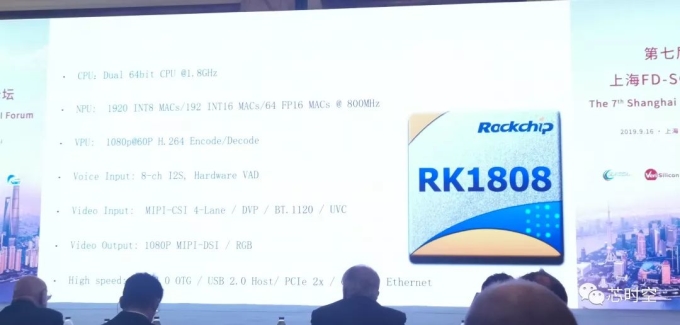 坛
l Forum
CPU: Dual 64bit CPU @1.8GHz
NPU: 1920 INT8 MACs/192 INT16 MACs/64 FP16 MACs @ 800MHz
VPU: 1080p@60P H.264 Encode/Decode
Voice Input: 8-ch I2S, Hardware VAD
Video Input: MIPI-CSI 4-Lane / DVP / BT.1120 / UVC
Video Output: 1080P MIPI-DSI / RGB
High speed: 0 OTG / USB 2.0 Host/ PCIe 2x / Ethernet
Rockchip
RK1808
第七届
上海FD-S
The 7th Shanghai
2019.9.16 · 上海
Silicon
芯时空